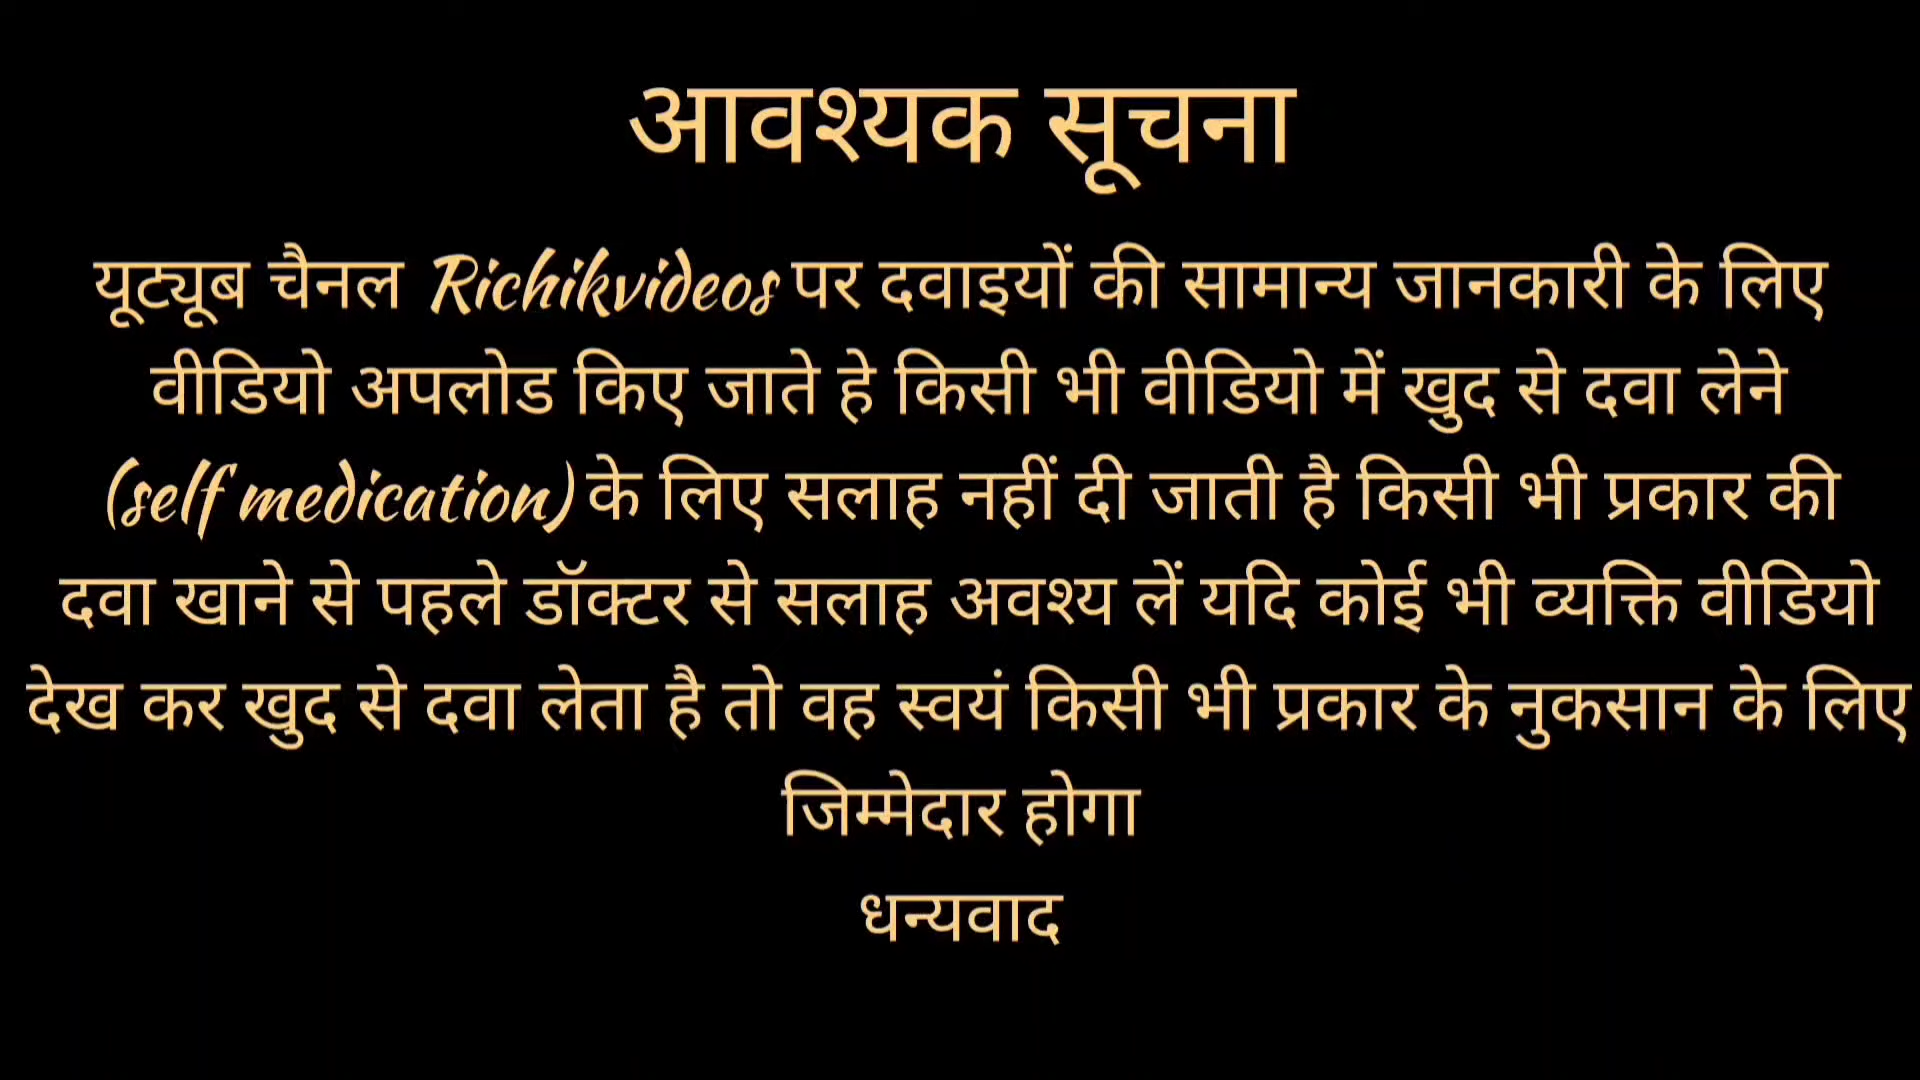 आवश्यक सूचना
यूट्यूब चैनल Richikvideos पर दवाइयों की सामान्य जानकारी के लिए
वीडियो अपलोड किए जाते हे किसी भी वीडियो में खुद से दवा लेने
(self medication) के लिए सलाह नहीं दी जाती है किसी भी प्रकार की
दवा खाने से पहले डॉक्टर से सलाह अवश्य लें यदि कोई भी व्यक्ति वीडियो
देख कर खुद से दवा लेता है तो वह स्वयं किसी भी प्रकार के नुकसान के लिए
जिम्मेदार होगा
धन्यवाद